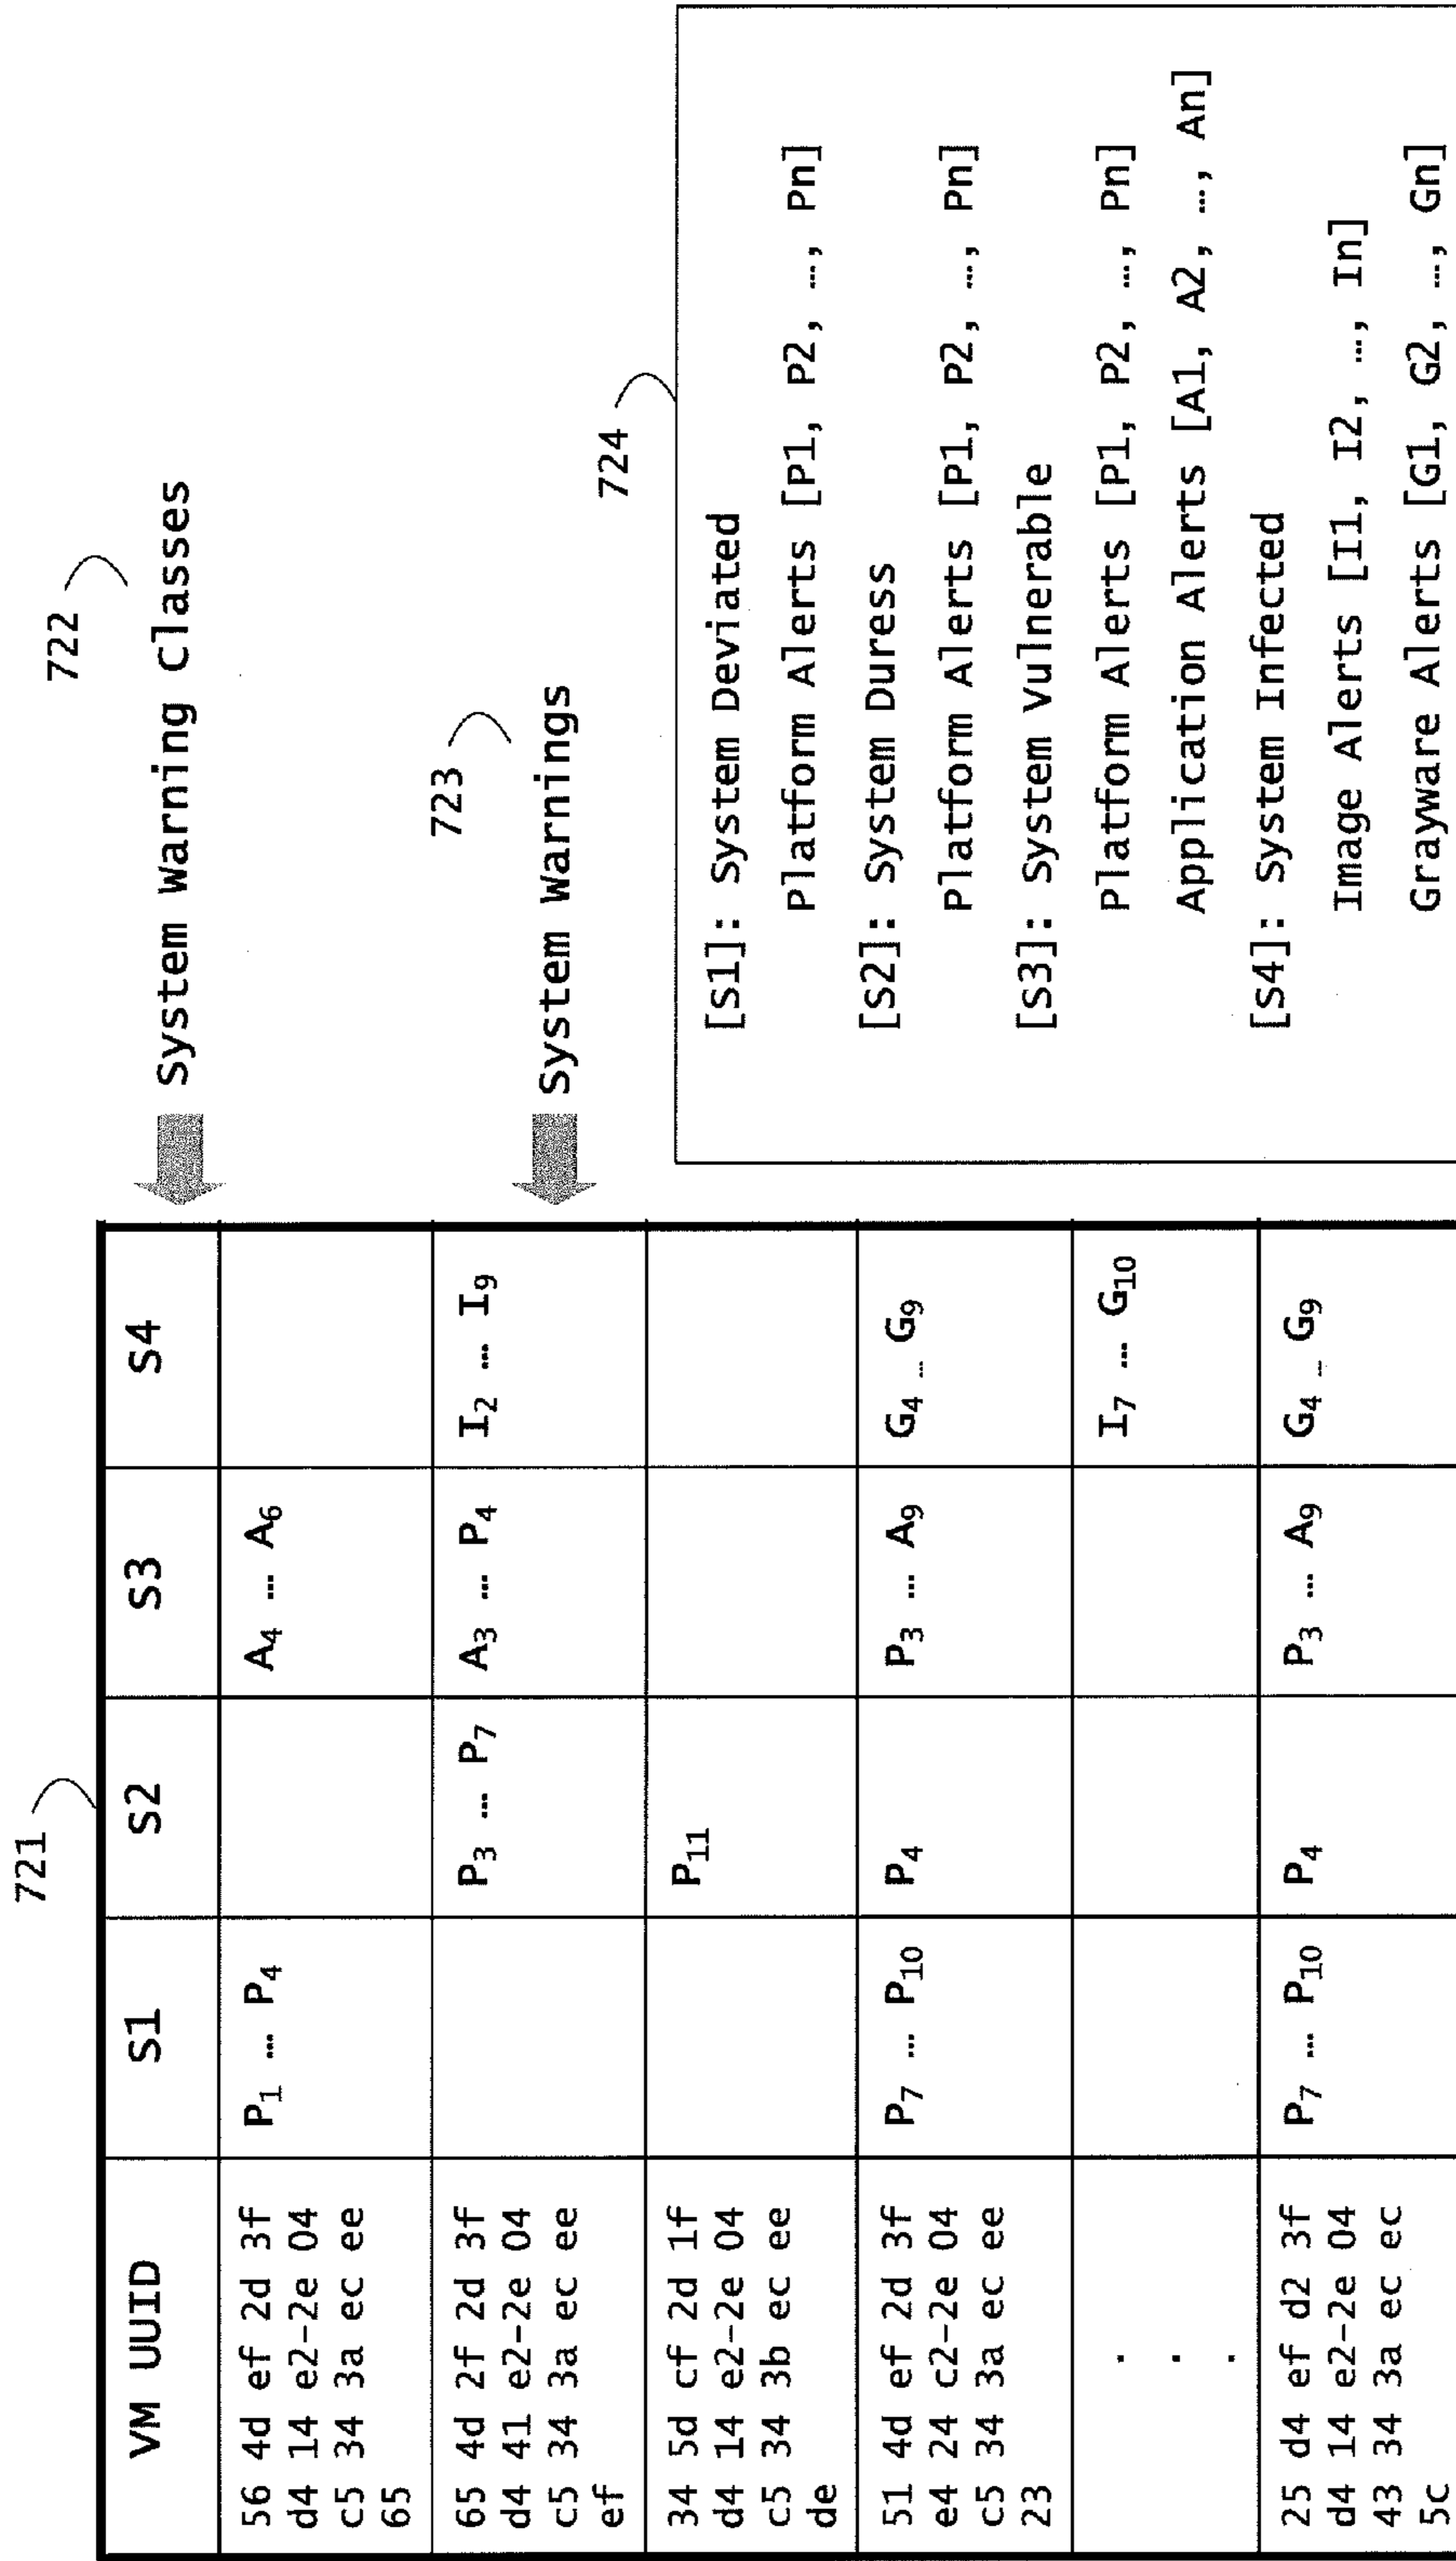 721
VM UUID S1 S2 S3 S4
56 4d ef 2d 3f
d4 14 e2-2e 04
c5 34 3a ec ee
65
P1 … P4
A4 … A6
65 4d 2f 2d 3f
d4 41 e2-2e 04
c5 34 3a ec ee
ef
P3 … P7
A3 … P4
I2 … I9
34 5d cf 2d 1f
d4 14 e2-2e 04
c5 34 3b ec ee
de
P11
51 4d ef 2d 3f
e4 24 c2-2e 04
c5 34 3a ec ee
23
P7 … P10
P4
P3 … A9
G4 … G9
. . .
I7 … G10
25 d4 ef d2 3f
d4 14 e2-2e 04
43 34 3a ec ec
5c
P7 … P10
P4
P3 … A9
G4 … G9
722
System Warning Classes
723
System Warnings
724
[S1]: System Deviated
Platform Alerts [P1, P2, …, Pn]
[S2]: System Duress
Platform Alerts [P1, P2, …, Pn]
[S3]: System Vulnerable
Platform Alerts [P1, P2, …, Pn]
Application Alerts [A1, A2, …, An]
[S4]: System Infected
Image Alerts [I1, I2, …, In]
Grayware Alerts [G1, G2, …, Gn]